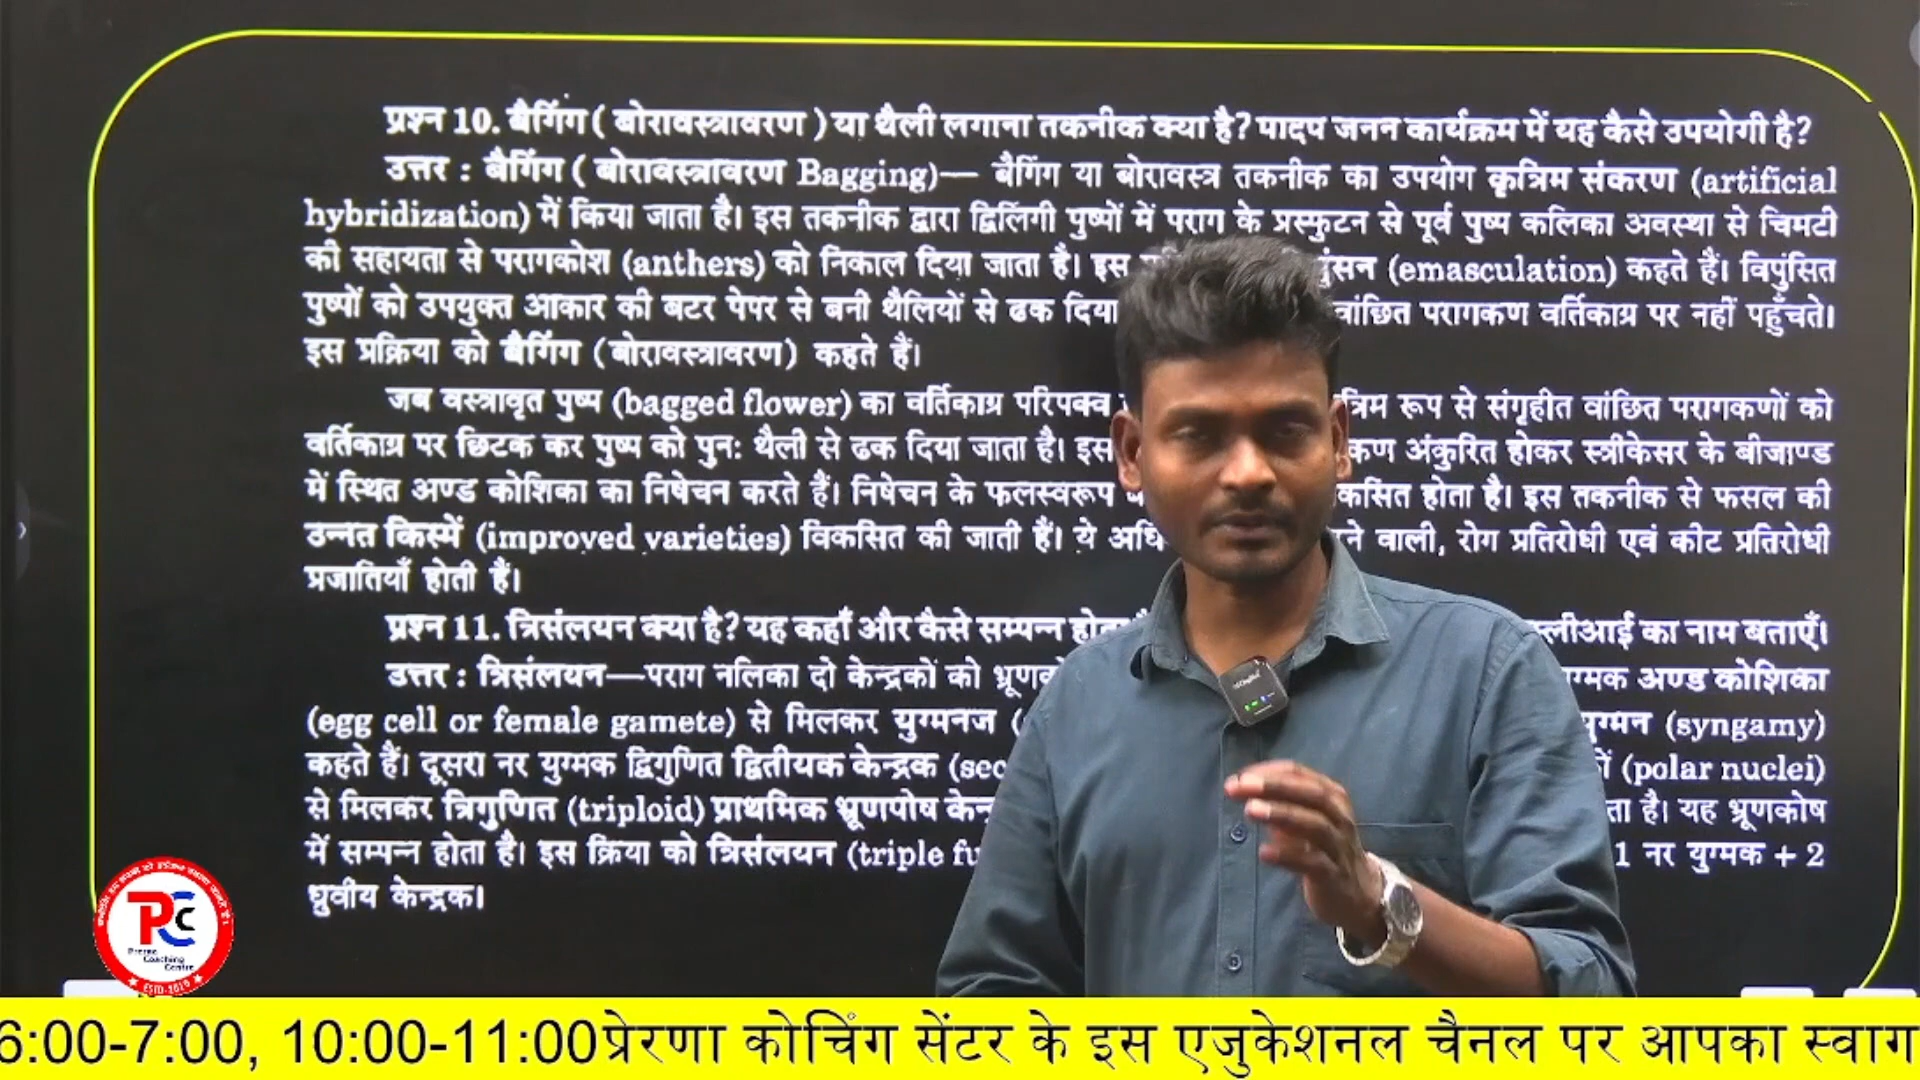 प्रश्न 10. बैगिंग ( बोरावस्त्रावरण ) या थैली लगाना तकनीक क्या है? पादप जनन कार्यक्रम में यह कैसे उपयोगी है?
उत्तर : बैगिंग ( बोरावस्त्रावरण Bagging)— बैगिंग या बोरावस्त्र तकनीक का उपयोग कृत्रिम संकरण (artificial
hybridization) में किया जाता है। इस तकनीक द्वारा द्विलिंगी पुष्पों में पराग के प्रस्फुटन से पूर्व पुष्प कलिका अवस्था से चिमटी
की सहायता से परागकोश (anthers) को निकाल दिया जाता है। इस (emasculation) कहते हैं। विपुंसित
पुष्पों को उपयुक्त आकार की बटर पेपर से बनी थैलियों से ढक दिया वांछित परागकण वर्तिकाग्र पर नहीं पहुँचते।
इस प्रक्रिया को बैगिंग (बोरावस्त्रावरण) कहते हैं।
जब वस्त्रावृत पुष्प (bagged flower) का वर्तिकाग्र परिपक्व रूप से संगृहीत वांछित परागकणों को
वर्तिकाग्र पर छिटक कर पुष्प को पुनः थैली से ढक दिया जाता है। इस अंकुरित होकर स्त्रीकेसर के बीजाण्ड
में स्थित अण्ड कोशिका का निषेचन करते हैं। निषेचन के फलस्वरूप होता है। इस तकनीक से फसल की
उन्नत किस्में (improved varieties) विकसित की जाती हैं। ये वाली, रोग प्रतिरोधी एवं कीट प्रतिरोधी
प्रजातियाँ होती हैं।
प्रश्न 11. त्रिसंलयन क्या है? यह कहाँ और कैसे सम्पन्न का नाम बताएँ।
उत्तर : त्रिसंलयन—पराग नलिका दो केन्द्रकों को अण्ड कोशिका
(egg cell or female gamete) से मिलकर युग्मनज (syngamy)
कहते हैं। दूसरा नर युग्मक द्विगुणित द्वितीयक केन्द्रक (polar nuclei)
से मिलकर त्रिगुणित (triploid) प्राथमिक भ्रूणपोष है। यह भ्रूणकोष
में सम्पन्न होता है। इस क्रिया को त्रिसंलयन (triple 1 नर युग्मक + 2
ध्रुवीय केन्द्रक।
PCC
Prerna
Coaching
Centre
ESTD-2019
6:00-7:00, 10:00-11:00 प्रेरणा कोचिंग सेंटर के इस एजुकेशनल चैनल पर आपका